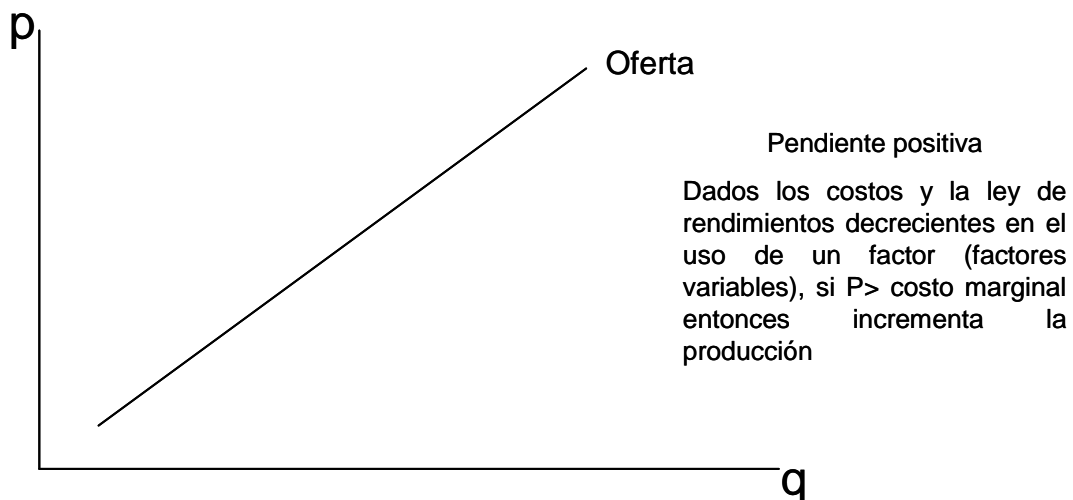 p
Oferta
Pendiente positiva
Dados los costos y la ley de
rendimientos decrecientes en el
uso de un factor (factores
variables), si P> costo marginal
entonces incrementa la
producción
q